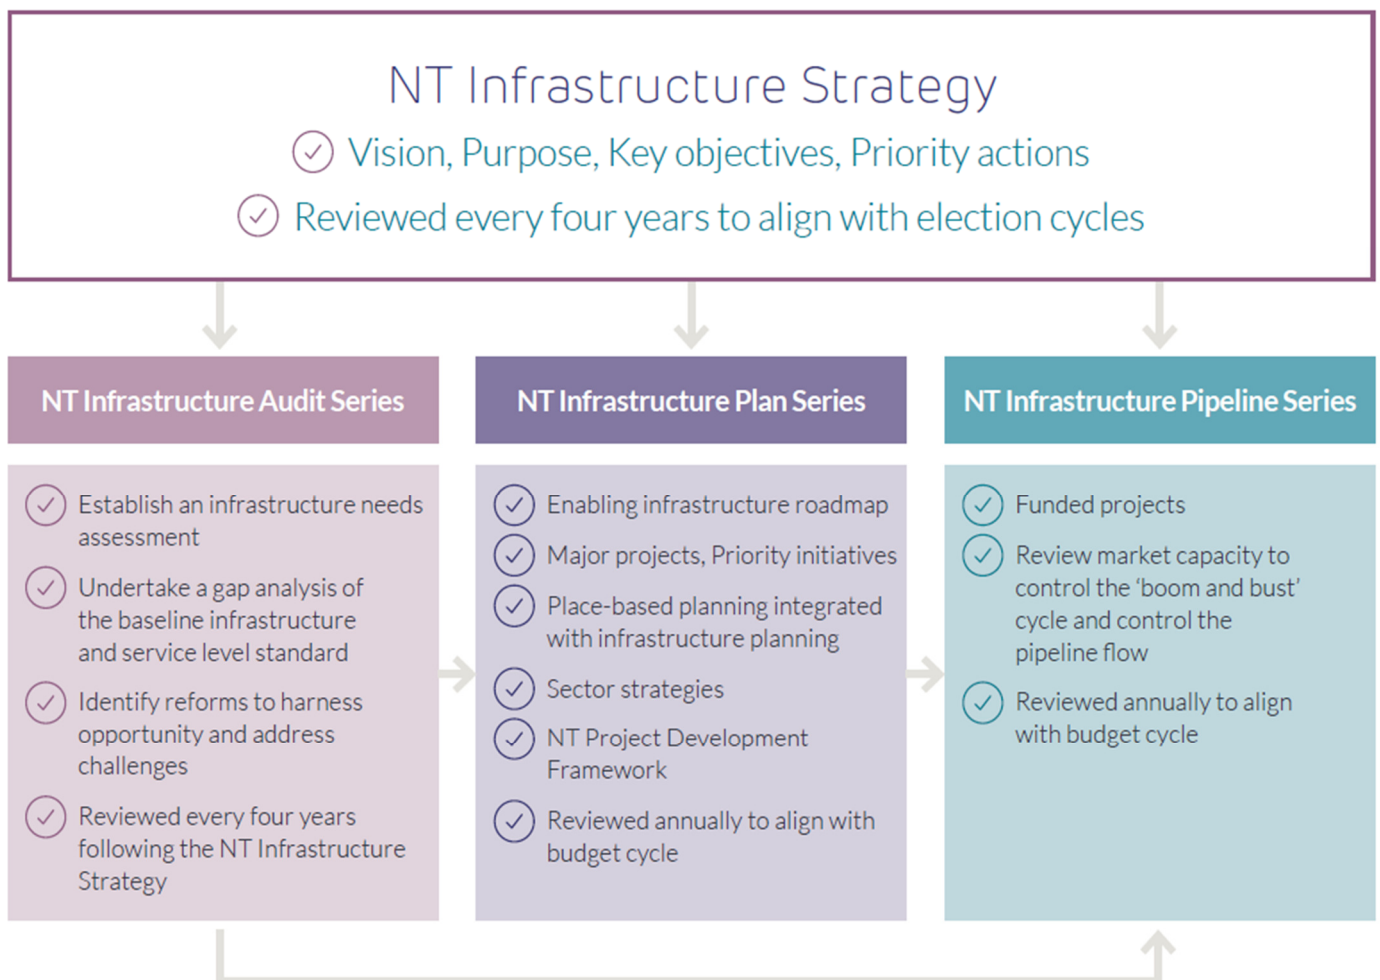 NT Infrastructure Strategy
Vision, Purpose, Key objectives, Priority actions
Reviewed every four years to align with election cycles
NT Infrastructure Audit Series
Establish an infrastructure needs
assessment
Undertake a gap analysis of
the baseline infrastructure
and service level standard
Identify reforms to harness
opportunity and address
challenges
Reviewed every four years
following the NT Infrastructure
Strategy
NT Infrastructure Plan Series
Enabling infrastructure roadmap
Major projects, Priority initiatives
Place-based planning integrated
with infrastructure planning
Sector strategies
NT Project Development
Framework
Reviewed annually to align with
budget cycle
NT Infrastructure Pipeline Series
Funded projects
Review market capacity to
control the ‘boom and bust’
cycle and control the
pipeline flow
Reviewed annually to align
with budget cycle